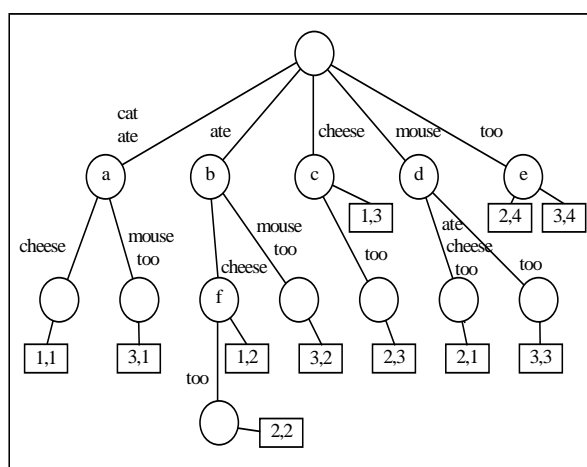 cat
ate
ate
cheese
mouse
too
a
b
c
d
e
1,3
2,4
3,4
cheese
mouse
too
cheese
mouse
too
too
ate
cheese
too
too
f
1,1
3,1
1,2
3,2
2,3
2,1
3,3
too
2,2